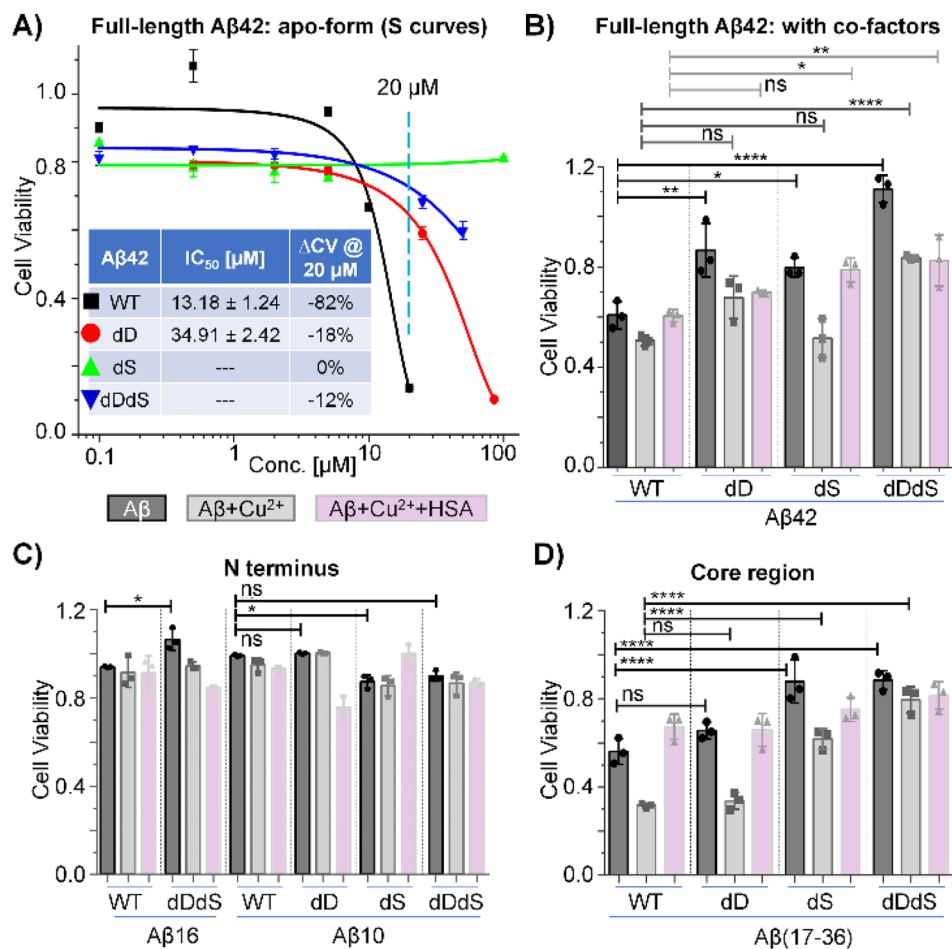 A) Full-length Aβ42: apo-form (S curves)
20 µM
Cell Viability
1.0
0.8
0.4
0.0
0.1
1
10
100
Conc. [µM]
Aβ42 IC50 [µM] ΔCV @ 20 µM
WT 13.18 ± 1.24 -82%
dD 34.91 ± 2.42 -18%
dS --- 0%
dDdS --- -12%
Aβ Aβ+Cu²⁺ Aβ+Cu²⁺+HSA
B) Full-length Aβ42: with co-factors
**
*
ns
****
ns
ns
****
*
**
Cell Viability
1.2
0.8
0.4
0.0
WT dD dS dDdS
Aβ42
C) N terminus
ns
*
*
ns
Cell Viability
1.2
0.8
0.4
0.0
WT dDdS WT dD dS dDdS
Aβ16 Aβ10
D) Core region
****
****
ns
****
****
ns
Cell Viability
1.2
0.8
0.4
0.0
WT dD dS dDdS
Aβ(17-36)